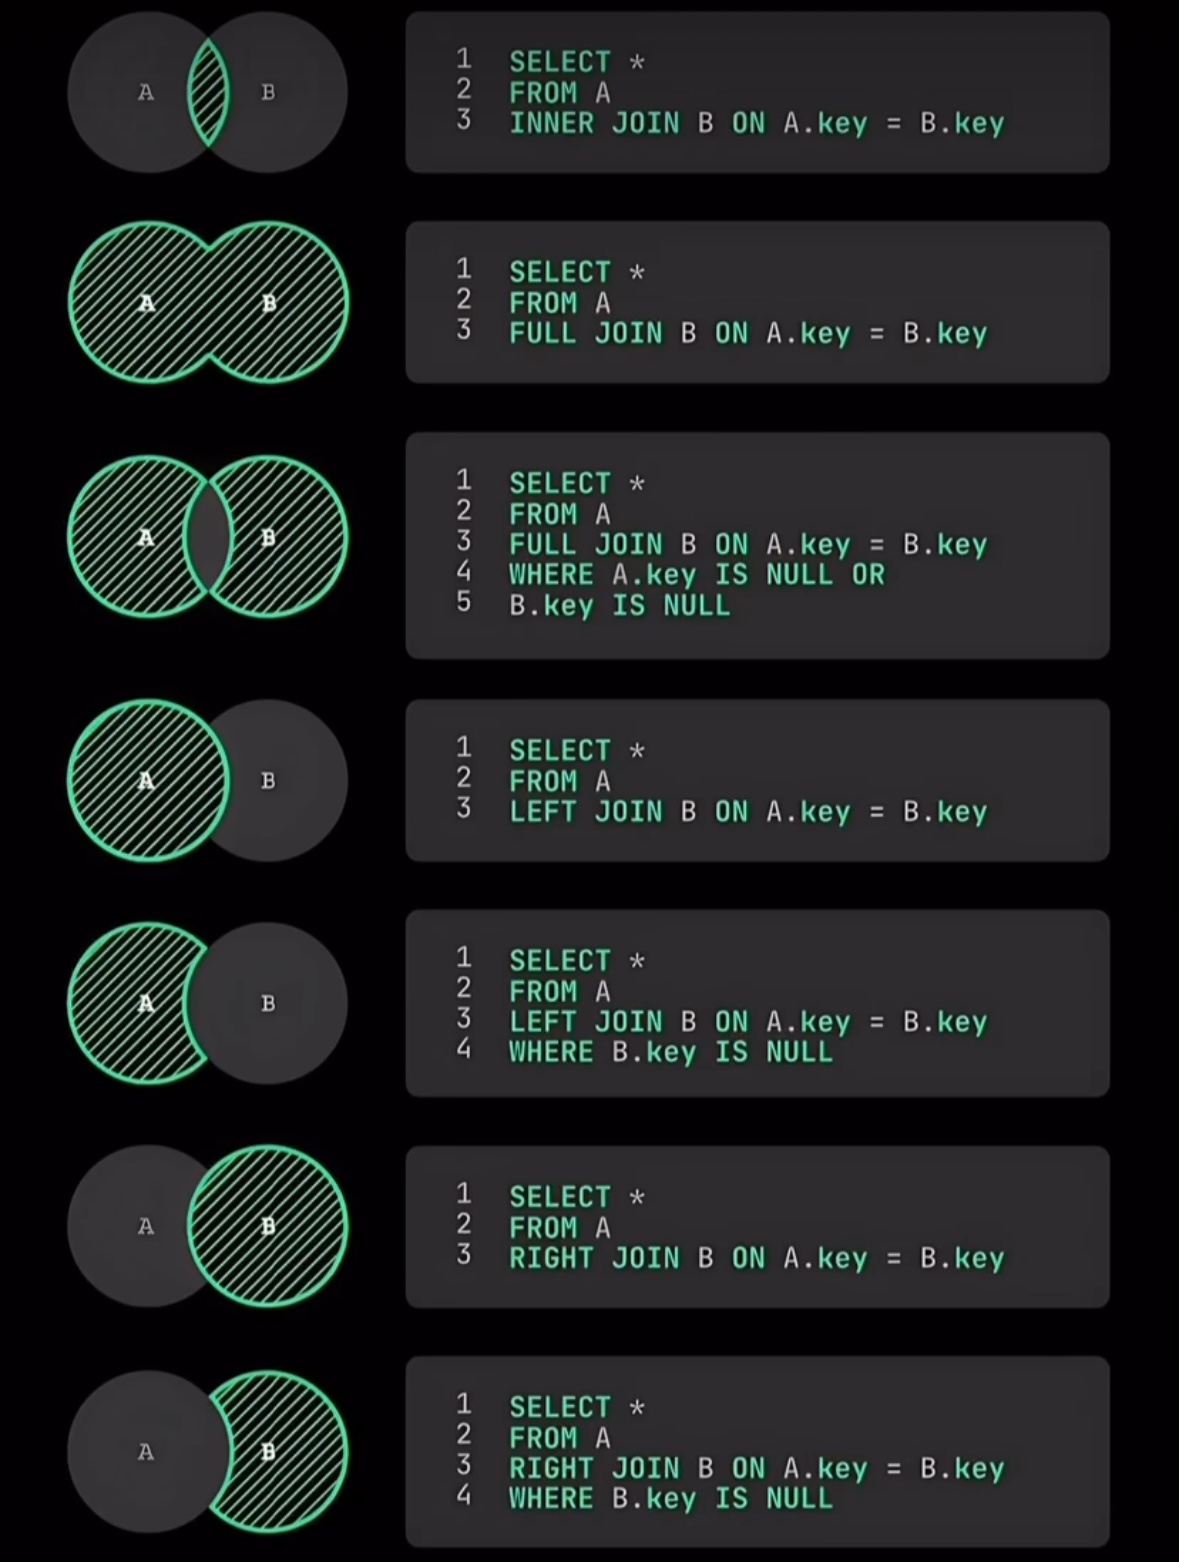 A B
1 SELECT *
2 FROM A
3 INNER JOIN B ON A.key = B.key
A B
1 SELECT *
2 FROM A
3 FULL JOIN B ON A.key = B.key
A B
1 SELECT *
2 FROM A
3 FULL JOIN B ON A.key = B.key
4 WHERE A.key IS NULL OR
5 B.key IS NULL
A B
1 SELECT *
2 FROM A
3 LEFT JOIN B ON A.key = B.key
A B
1 SELECT *
2 FROM A
3 LEFT JOIN B ON A.key = B.key
4 WHERE B.key IS NULL
A B
1 SELECT *
2 FROM A
3 RIGHT JOIN B ON A.key = B.key
A B
1 SELECT *
2 FROM A
3 RIGHT JOIN B ON A.key = B.key
4 WHERE B.key IS NULL